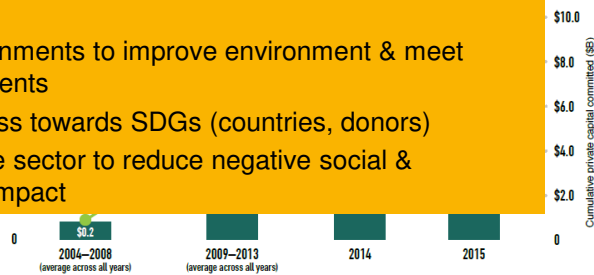 $10.0
nments to improve environment & meet
$8.0
ents
ss towards SDGs (countries, donors)
$6.0
e sector to reduce negative social &
$4.0
mpact
$2.0
Cumulative private capital committed ($B)
$0.2
0
0
2004–2008
2009–2013
2014
2015
(average across all years)
(average across all years)